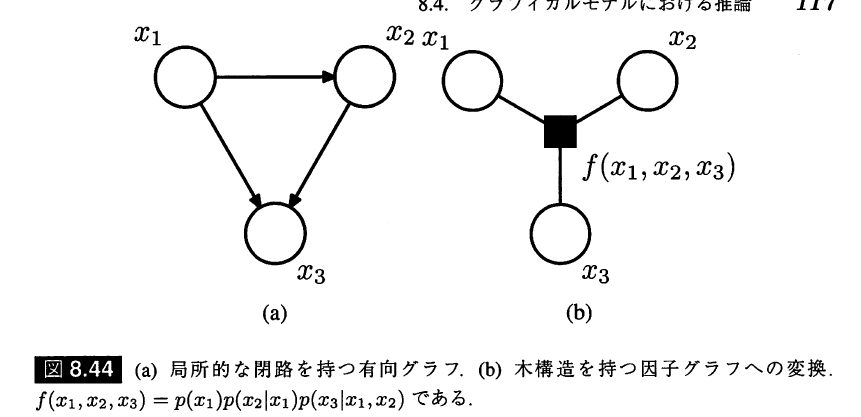 8.4. グラフィカルモデルにおける推論 117
x₁ x₂ x₁ x₂
f(x₁, x₂, x₃)
x₃ x₃
(a) (b)
図 8.44 (a) 局所的な閉路を持つ有向グラフ. (b) 木構造を持つ因子グラフへの変換.
f(x₁, x₂, x₃) = p(x₁)p(x₂|x₁)p(x₃|x₁, x₂) である.